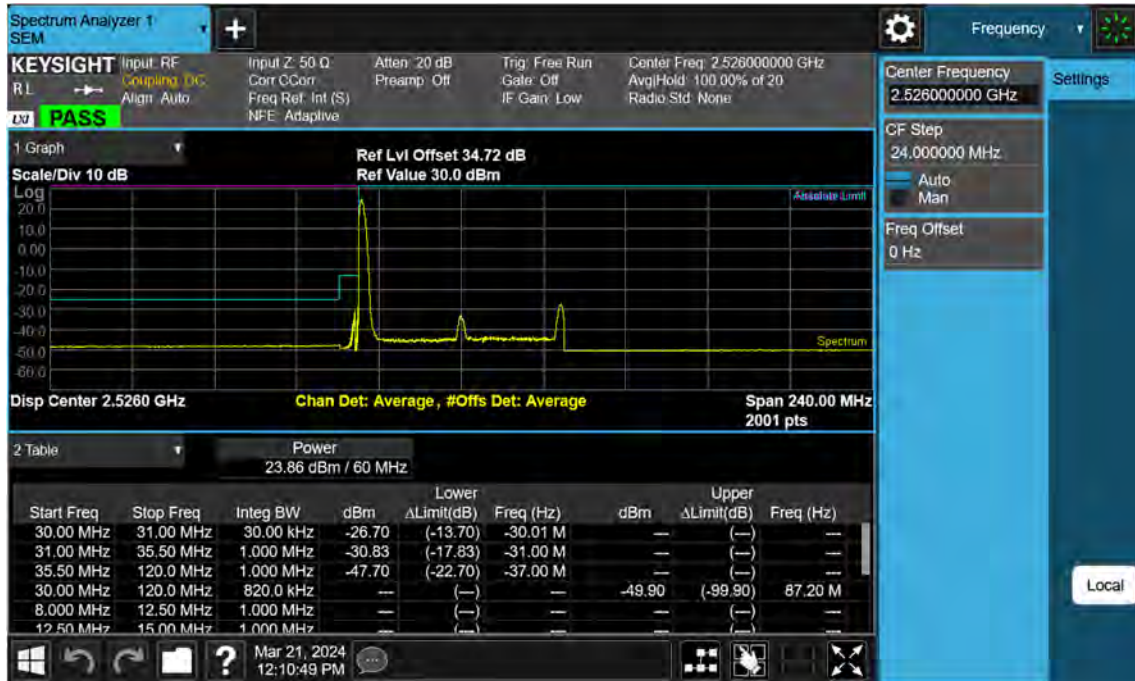 Spectrum Analyzer 1
SEM
+
Frequency
KEYSIGHT
RL
LXI PASS
Input: RF
Coupling: DC
Align: Auto
Input Z: 50 Ω
Corr CCorr
Freq Ref: Int (S)
NFE: Adaptive
Atten: 20 dB
Preamp: Off
Trig: Free Run
Gate: Off
IF Gain: Low
Center Freq: 2.526000000 GHz
Avg|Hold: 100.00% of 20
Radio Std: None
Center Frequency
2.526000000 GHz
Settings
CF Step
24.000000 MHz
Auto
Man
Freq Offset
0 Hz
1 Graph
Scale/Div 10 dB
Ref Lvl Offset 34.72 dB
Ref Value 30.0 dBm
Log
Absolute Limit
20.0
10.0
0.00
-10.0
-20.0
-30.0
-40.0
-50.0
-60.0
Spectrum
Disp Center 2.5260 GHz
Chan Det: Average, #Offs Det: Average
Span 240.00 MHz
2001 pts
2 Table
Power
23.86 dBm / 60 MHz
Lower Upper
Start Freq Stop Freq Integ BW dBm ΔLimit(dB) Freq (Hz) dBm ΔLimit(dB) Freq (Hz)
30.00 MHz 31.00 MHz 30.00 kHz -26.70 (-13.70) -30.01 M --- (---) ---
31.00 MHz 35.50 MHz 1.000 MHz -30.83 (-17.83) -31.00 M --- (---) ---
35.50 MHz 120.0 MHz 1.000 MHz -47.70 (-22.70) -37.00 M --- (---) ---
30.00 MHz 120.0 MHz 820.0 kHz --- (---) --- -49.90 (-99.90) 87.20 M
8.000 MHz 12.50 MHz 1.000 MHz --- (---) --- --- (---) ---
12.50 MHz 15.00 MHz 1.000 MHz --- (---) --- --- (---) ---
Local
?
Mar 21, 2024
12:10:49 PM